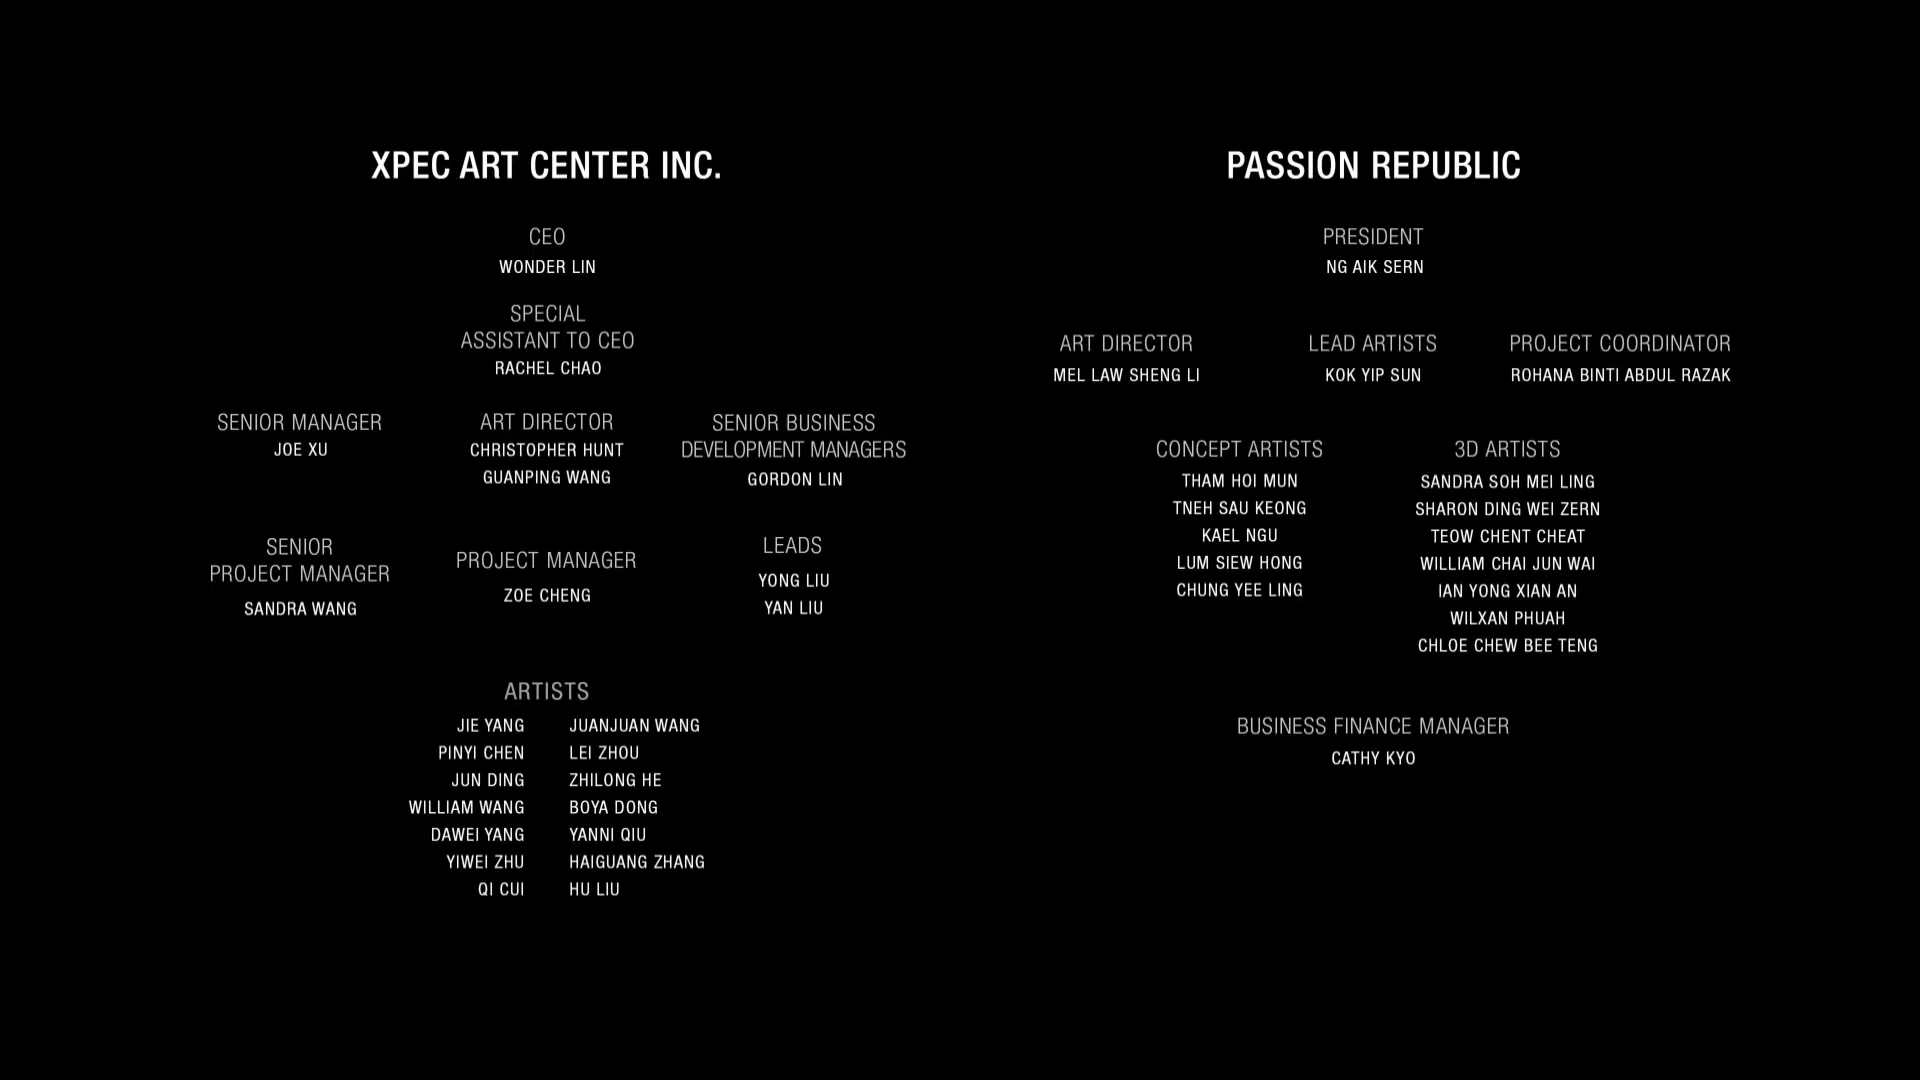 XPEC ART CENTER INC.
CEO
WONDER LIN
SPECIAL
ASSISTANT TO CEO
RACHEL CHAO
SENIOR MANAGER
JOE XU
ART DIRECTOR
CHRISTOPHER HUNT
GUANPING WANG
SENIOR BUSINESS
DEVELOPMENT MANAGERS
GORDON LIN
SENIOR
PROJECT MANAGER
SANDRA WANG
PROJECT MANAGER
ZOE CHENG
LEADS
YONG LIU
YAN LIU
ARTISTS
JIE YANG
PINYI CHEN
JUN DING
WILLIAM WANG
DAWEI YANG
YIWEI ZHU
QI CUI
JUANJUAN WANG
LEI ZHOU
ZHILONG HE
BOYA DONG
YANNI QIU
HAIGUANG ZHANG
HU LIU
PASSION REPUBLIC
PRESIDENT
NG AIK SERN
ART DIRECTOR
MEL LAW SHENG LI
LEAD ARTISTS
KOK YIP SUN
PROJECT COORDINATOR
ROHANA BINTI ABDUL RAZAK
CONCEPT ARTISTS
THAM HOI MUN
TNEH SAU KEONG
KAEL NGU
LUM SIEW HONG
CHUNG YEE LING
3D ARTISTS
SANDRA SOH MEI LING
SHARON DING WEI ZERN
TEOW CHENT CHEAT
WILLIAM CHAI JUN WAI
IAN YONG XIAN AN
WILXAN PHUAH
CHLOE CHEW BEE TENG
BUSINESS FINANCE MANAGER
CATHY KYO